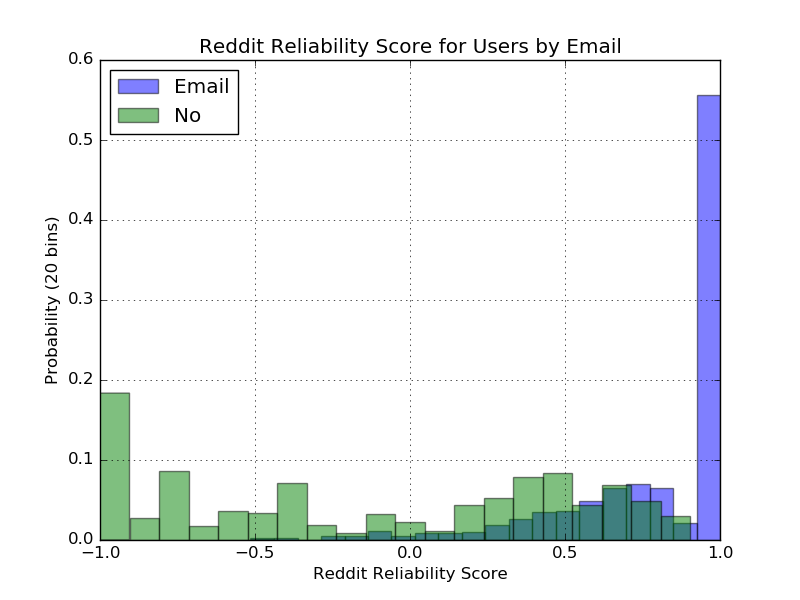 Reddit Reliability Score for Users by Email
Email
No
0.6
0.5
0.4
0.3
0.2
0.1
0.0
Probability (20 bins)
−1.0
−0.5
0.0
0.5
1.0
Reddit Reliability Score